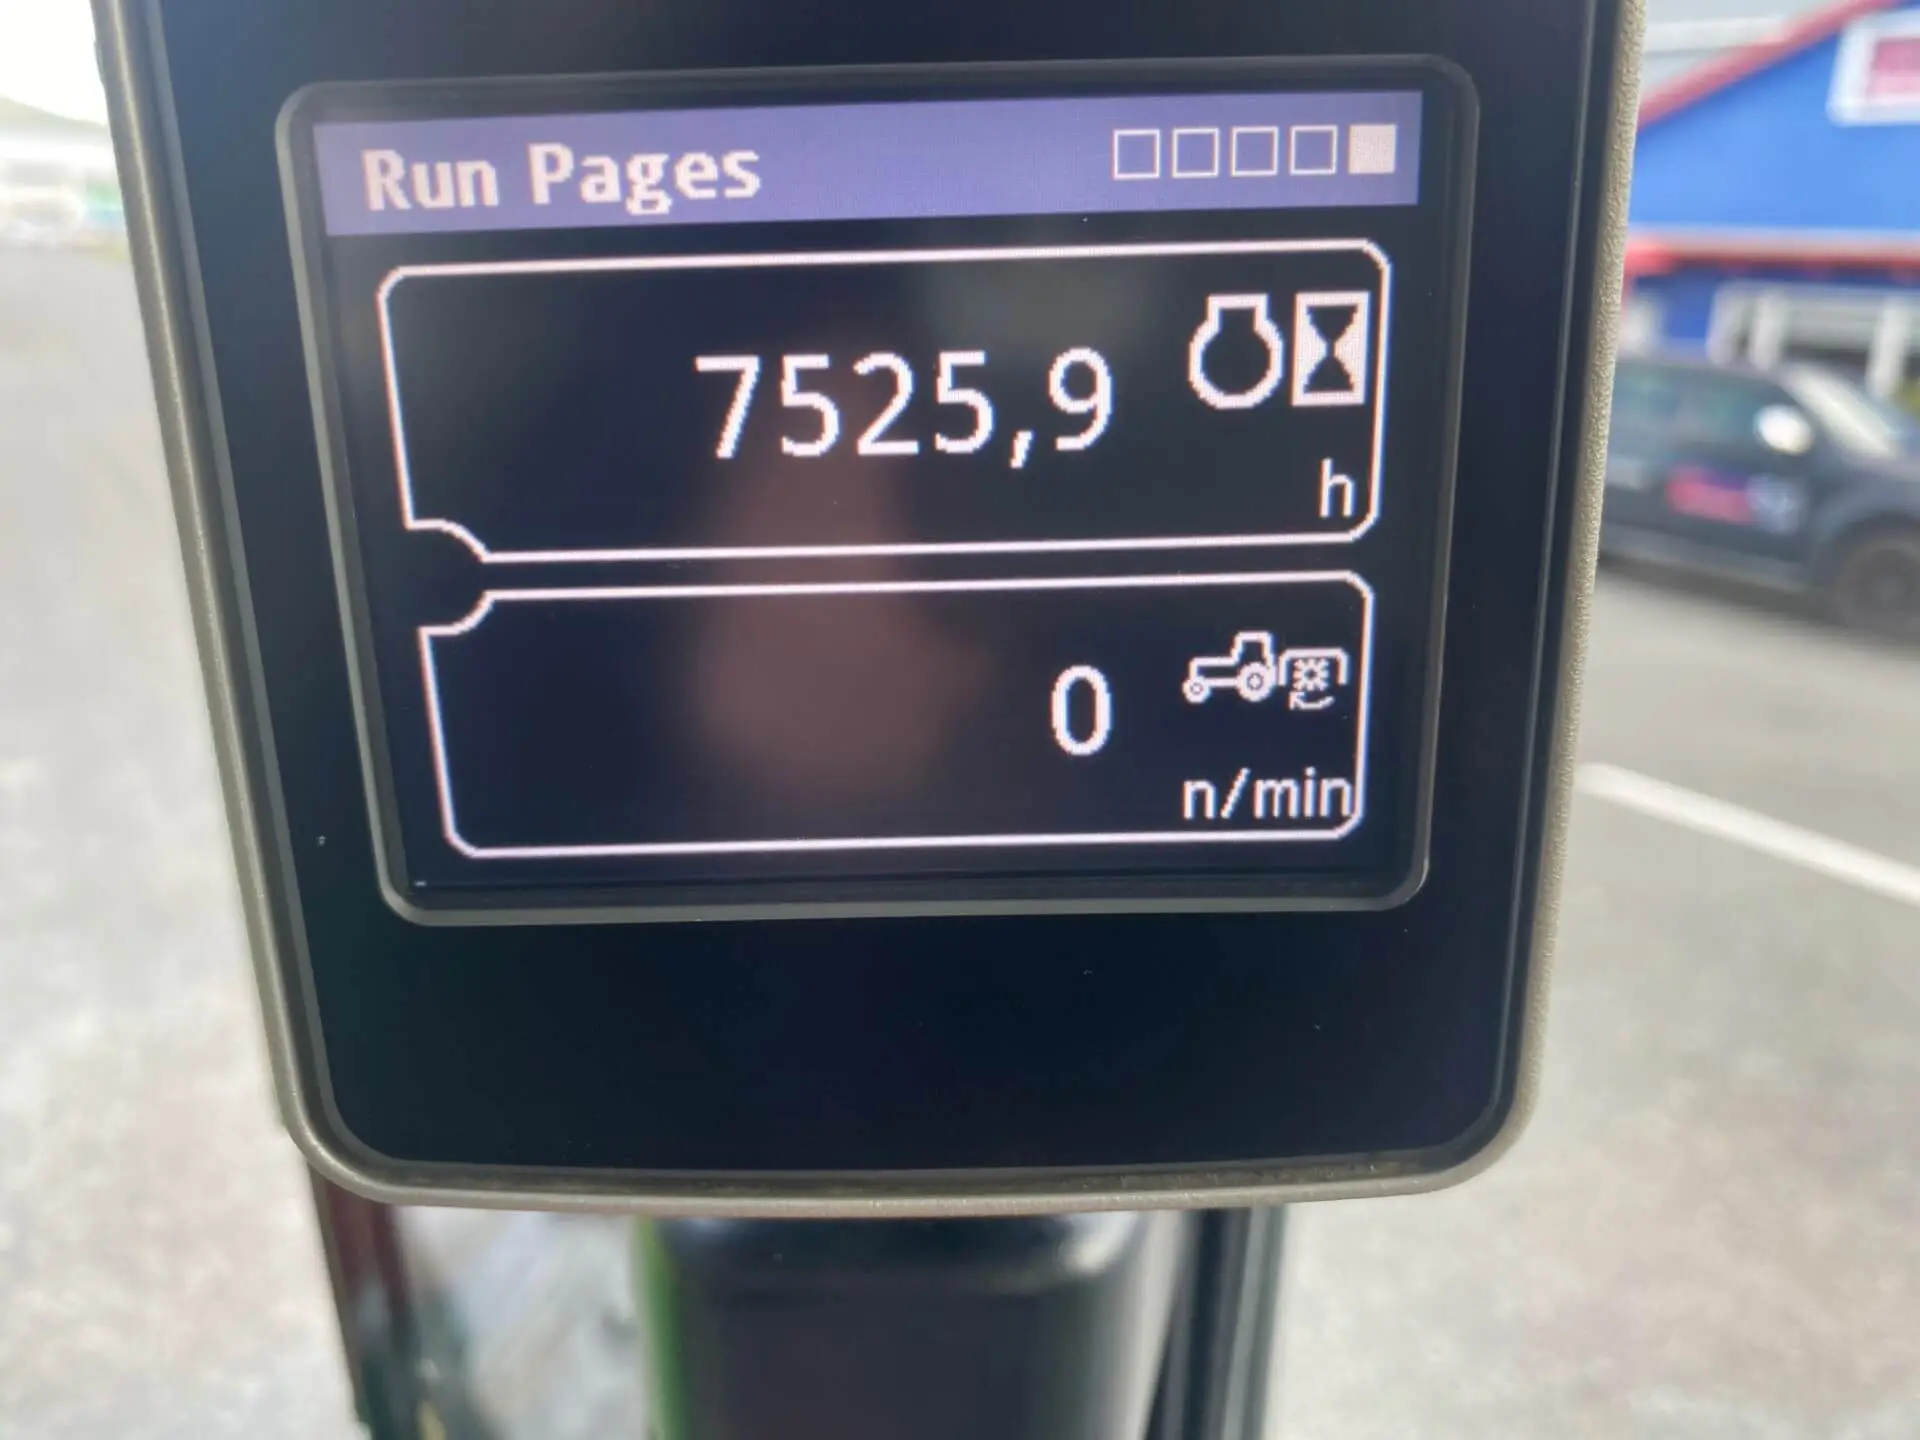 Run Pages
7525,9
h
0
n/min